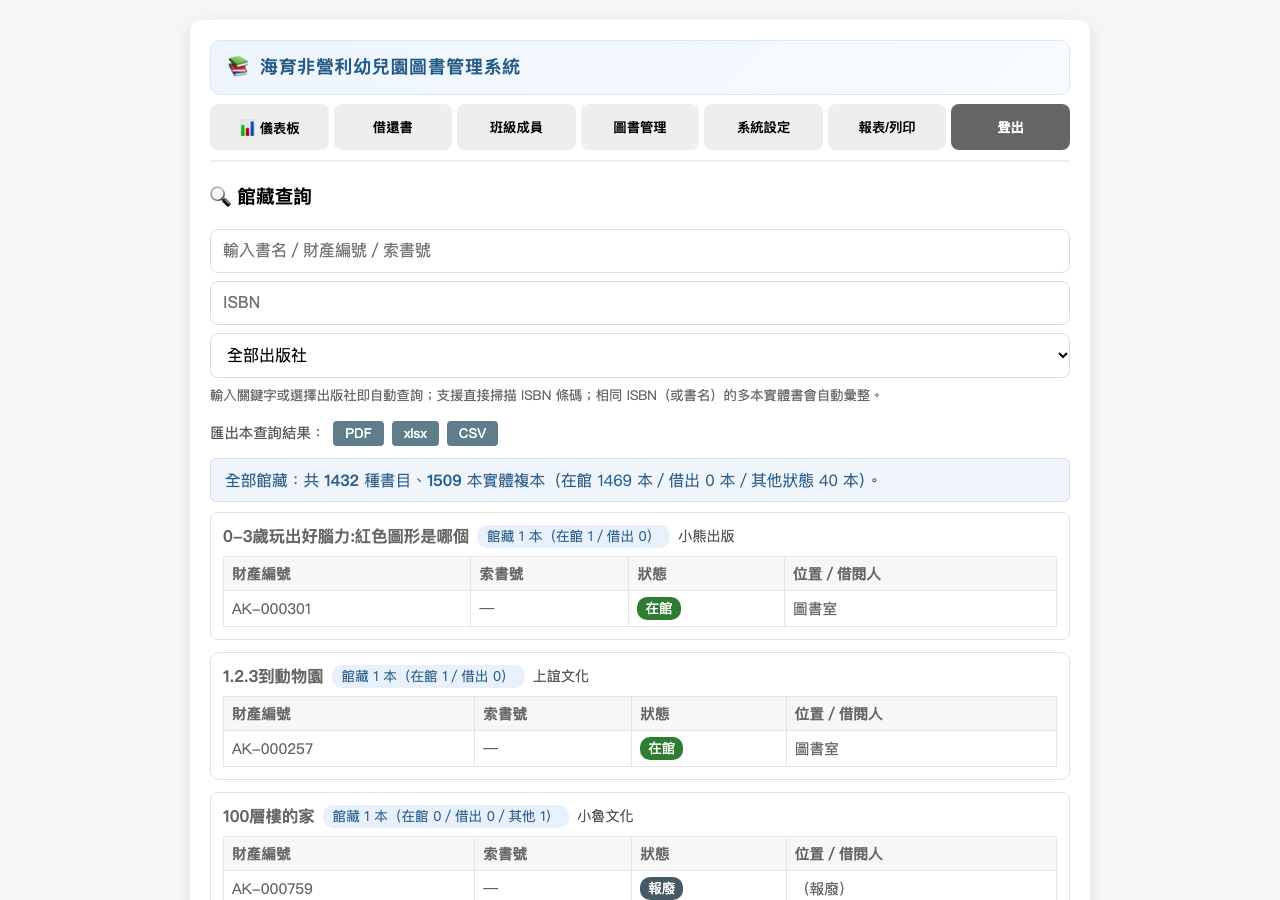 海育非營利幼兒園圖書管理系統
儀表板 借還書 班級成員 圖書管理 系統設定 報表/列印 登出
館藏查詢
輸入書名 / 財產編號 / 索書號
ISBN
全部出版社
輸入關鍵字或選擇出版社即自動查詢；支援直接掃描 ISBN 條碼；相同 ISBN（或書名）的多本實體書會自動彙整。
匯出本查詢結果： PDF xlsx CSV
全部館藏：共 1432 種書目、1509 本實體複本（在館 1469 本 / 借出 0 本 / 其他狀態 40 本）。
0–3歲玩出好腦力:紅色圖形是哪個 館藏 1 本（在館 1 / 借出 0） 小熊出版
財產編號 索書號 狀態 位置 / 借閱人
AK–000301 — 在館 圖書室
1.2.3到動物園 館藏 1 本（在館 1 / 借出 0） 上誼文化
財產編號 索書號 狀態 位置 / 借閱人
AK–000257 — 在館 圖書室
100層樓的家 館藏 1 本（在館 0 / 借出 0 / 其他 1） 小魯文化
財產編號 索書號 狀態 位置 / 借閱人
AK–000759 — 報廢 （報廢）